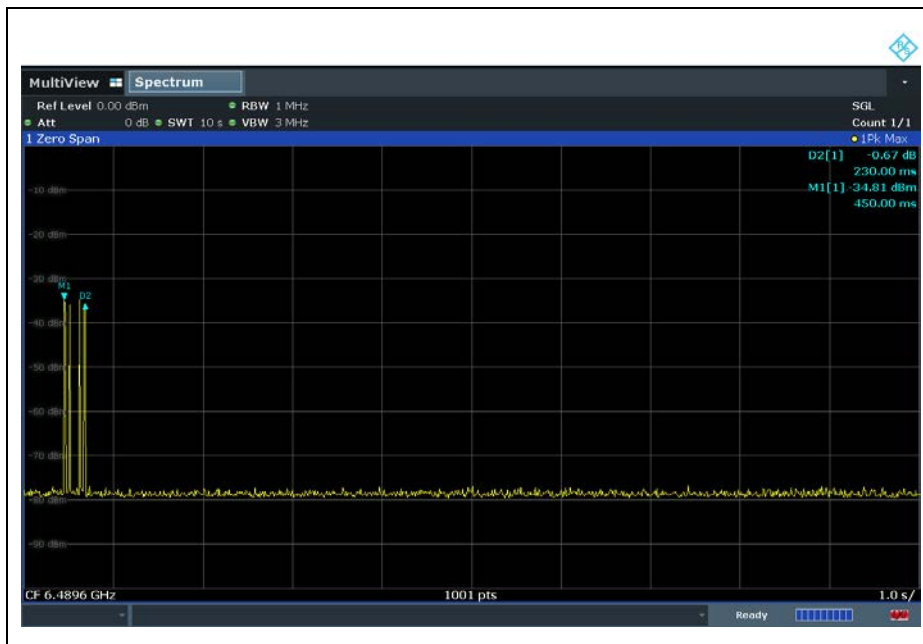 R S
MultiView Spectrum
Ref Level 0.00 dBm RBW 1 MHz SGL
Att 0 dB SWT 10 s VBW 3 MHz Count 1/1
1 Zero Span 1Pk Max
D2[1] -0.67 dB
230.00 ms
-10 dBm M1[1] -34.81 dBm
450.00 ms
-20 dBm
-30 dBm
M1
D2
-40 dBm
-50 dBm
-60 dBm
-70 dBm
-80 dBm
-90 dBm
CF 6.4896 GHz 1001 pts 1.0 s/
Ready